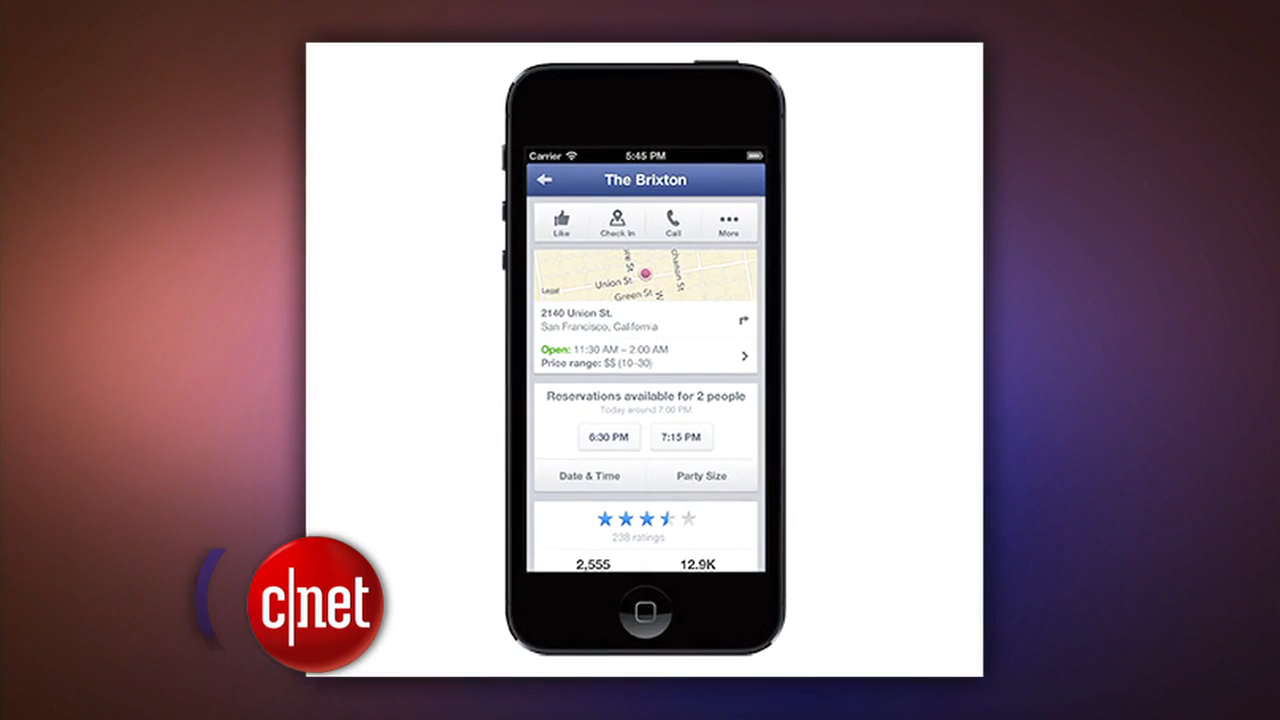 Carrier 5:45 PM
The Brixton
Like Check In Call More
Union St
Green St
Legal
2140 Union St.
San Francisco, California
Open: 11:30 AM – 2:00 AM
Price range: $$ (10–30)
Reservations available for 2 people
Today around 7:00 PM
6:30 PM 7:15 PM
Date & Time Party Size
238 ratings
2,555 12.9K
c|net